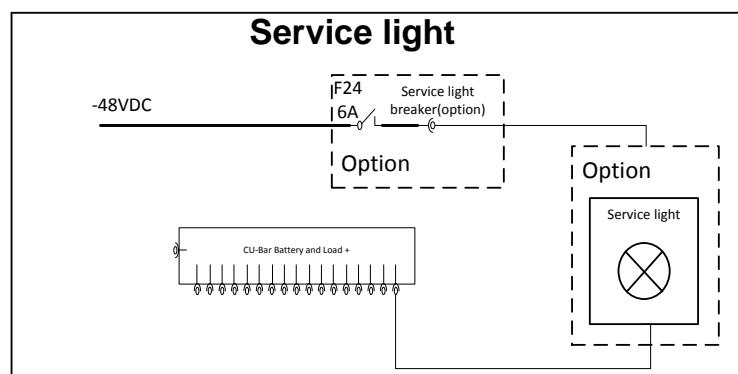 Service light
-48VDC
F24
6A
Service light
breaker(option)
Option
Option
Service light
CU-Bar Battery and Load +